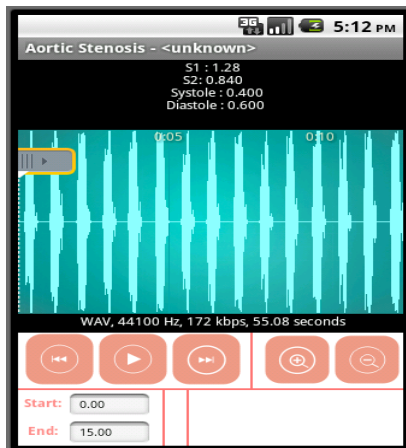 3G 5:12 PM
Aortic Stenosis - <unknown>
S1 : 1.28
S2: 0.840
Systole : 0.400
Diastole : 0.600
0:05 0:10
WAV, 44100 Hz, 172 kbps, 55.08 seconds
Start: 0.00
End: 15.00